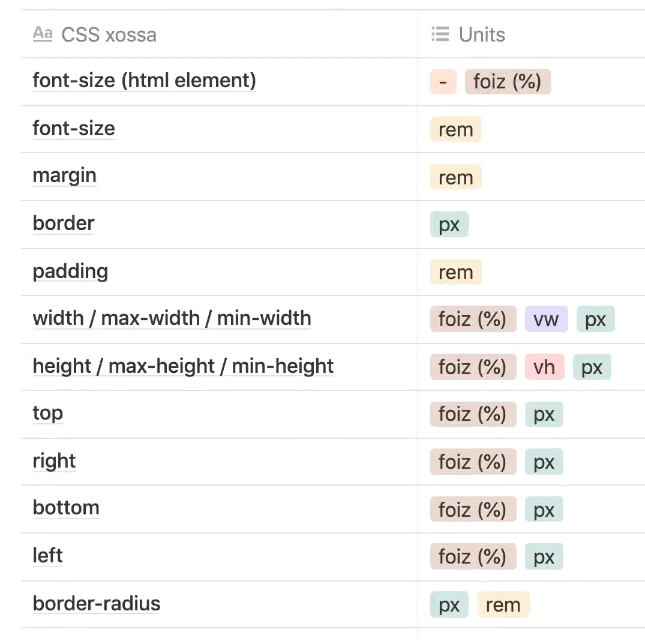 Aa CSS xossa Units
font-size (html element) - foiz (%)
font-size rem
margin rem
border px
padding rem
width / max-width / min-width foiz (%) vw px
height / max-height / min-height foiz (%) vh px
top foiz (%) px
right foiz (%) px
bottom foiz (%) px
left foiz (%) px
border-radius px rem